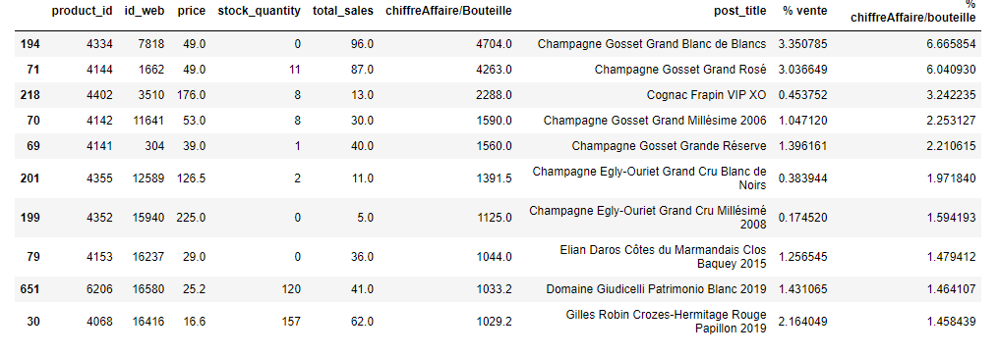 product_id id_web price stock_quantity total_sales chiffreAffaire/Bouteille post_title % vente % chiffreAffaire/bouteille
194 4334 7818 49.0 0 96.0 4704.0 Champagne Gosset Grand Blanc de Blancs 3.350785 6.665854
71 4144 1662 49.0 11 87.0 4263.0 Champagne Gosset Grand Rosé 3.036649 6.040930
218 4402 3510 176.0 8 13.0 2288.0 Cognac Frapin VIP XO 0.453752 3.242235
70 4142 11641 53.0 8 30.0 1590.0 Champagne Gosset Grand Millésime 2006 1.047120 2.253127
69 4141 304 39.0 1 40.0 1560.0 Champagne Gosset Grande Réserve 1.396161 2.210615
201 4355 12589 126.5 2 11.0 1391.5 Champagne Egly-Ouriet Grand Cru Blanc de Noirs 0.383944 1.971840
199 4352 15940 225.0 0 5.0 1125.0 Champagne Egly-Ouriet Grand Cru Millésimé 2008 0.174520 1.594193
79 4153 16237 29.0 0 36.0 1044.0 Elian Daros Côtes du Marmandais Clos Baquey 2015 1.256545 1.479412
651 6206 16580 25.2 120 41.0 1033.2 Domaine Giudicelli Patrimonio Blanc 2019 1.431065 1.464107
30 4068 16416 16.6 157 62.0 1029.2 Gilles Robin Crozes-Hermitage Rouge Papillon 2019 2.164049 1.458439